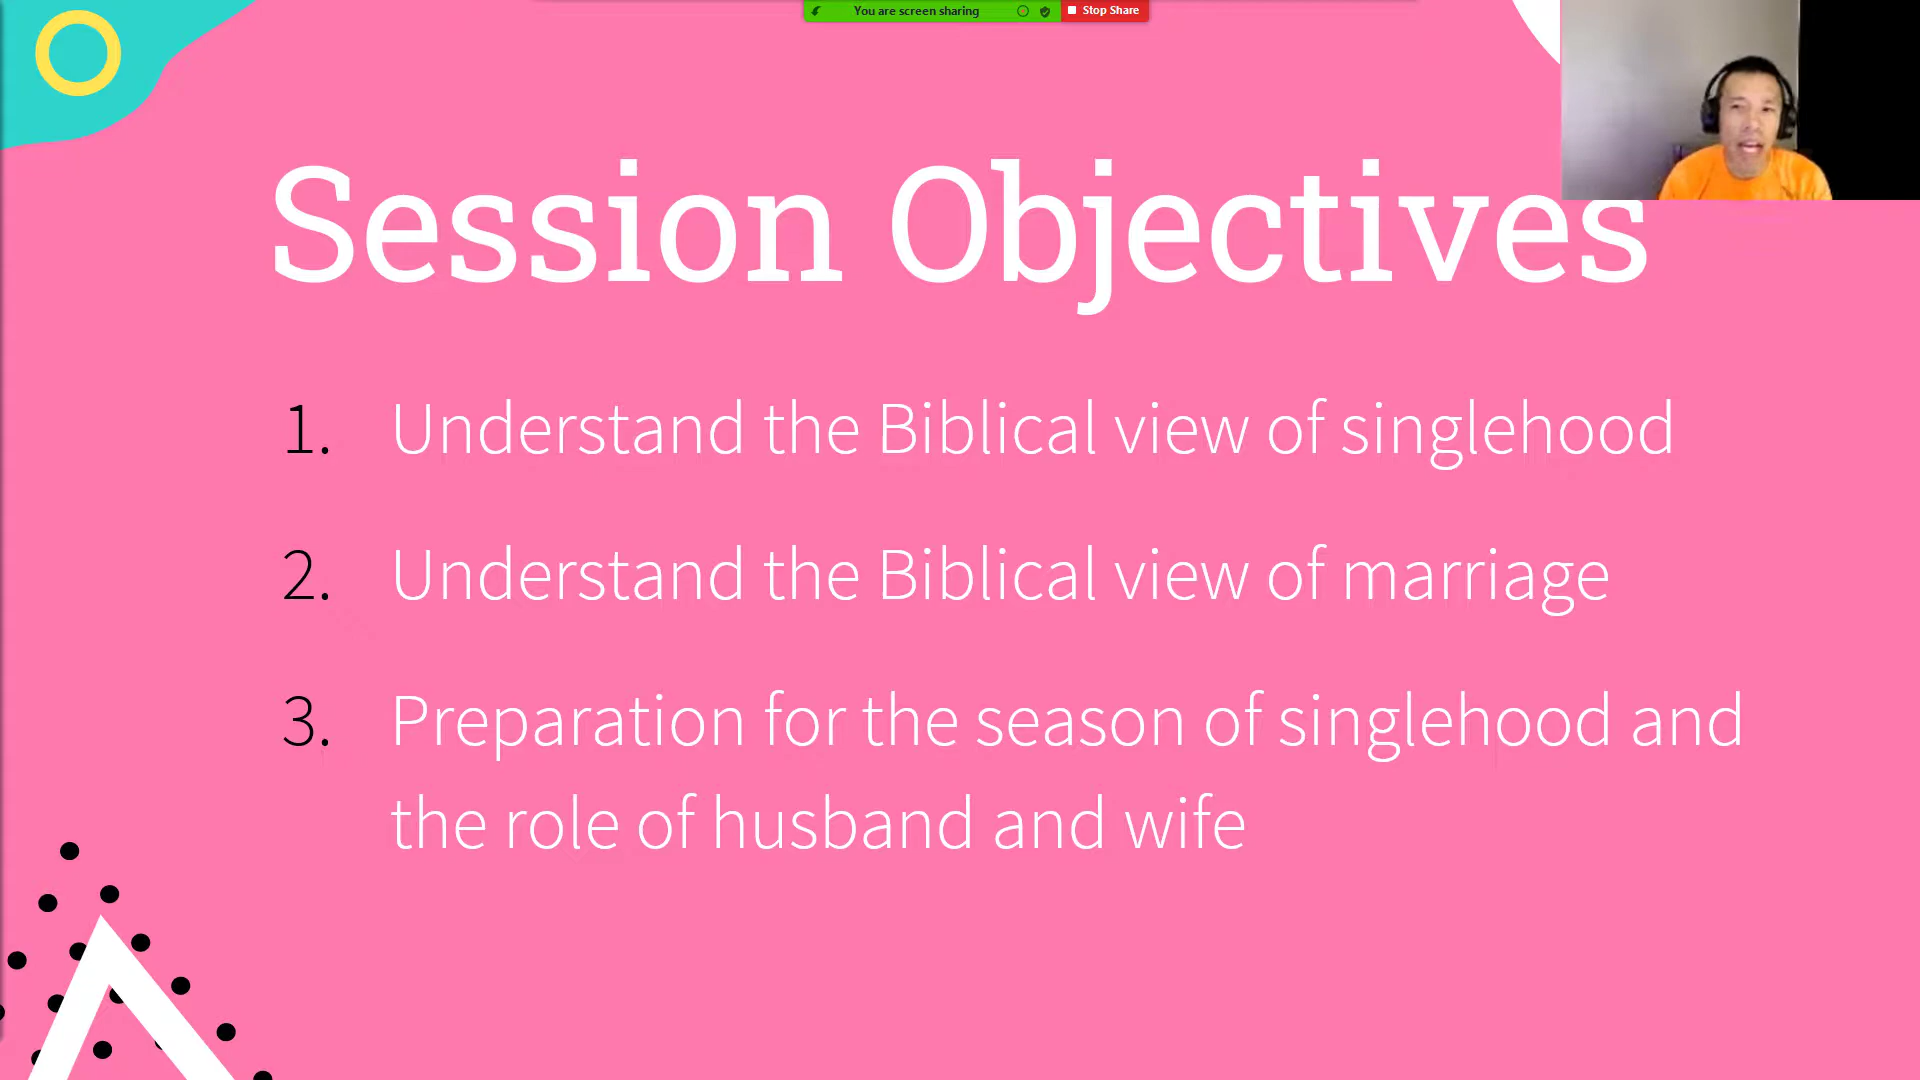 You are screen sharing
Stop Share
Session Objectives
1. Understand the Biblical view of singlehood
2. Understand the Biblical view of marriage
3. Preparation for the season of singlehood and
the role of husband and wife